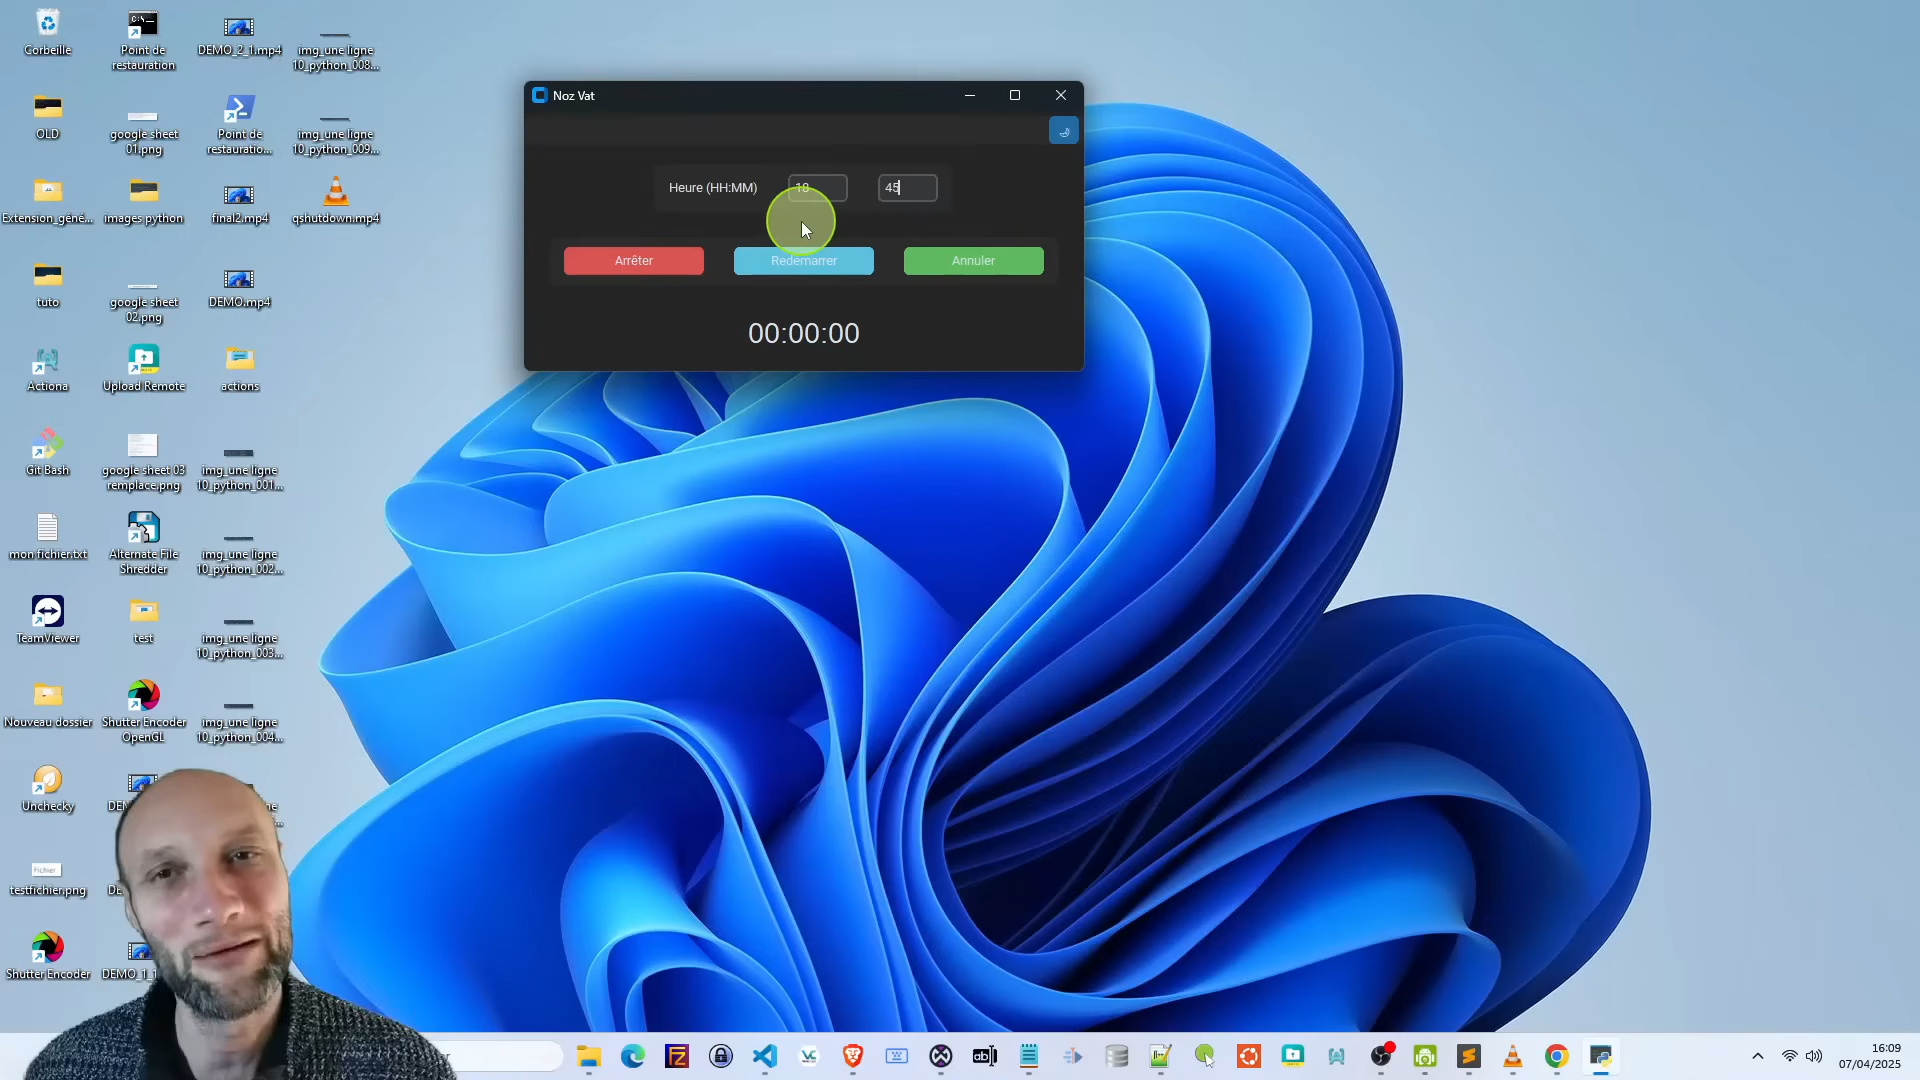 Corbeille
Point de
restauration
DEMO_2_1.mp4
img_une ligne
10_python_008...
OLD
google sheet
01.png
Point de
restauratio...
img_une ligne
10_python_009...
Extension_géné...
images python
final2.mp4
qshutdown.mp4
tuto
google sheet
02.png
DEMO.mp4
Actiona
Upload Remote
actions
Git Bash
google sheet 03
remplace.png
img_une ligne
10_python_001...
mon fichier.txt
Alternate File
Shredder
img_une ligne
10_python_002...
TeamViewer
test
img_une ligne
10_python_003...
Nouveau dossier
Shutter Encoder
OpenGL
img_une ligne
10_python_004...
Unchecky
testfichier.png
Shutter Encoder
DEMO_1_1
Noz Vat
Heure (HH:MM)
18
45
Arrêter
Redémarrer
Annuler
00:00:00
16:09
07/04/2025